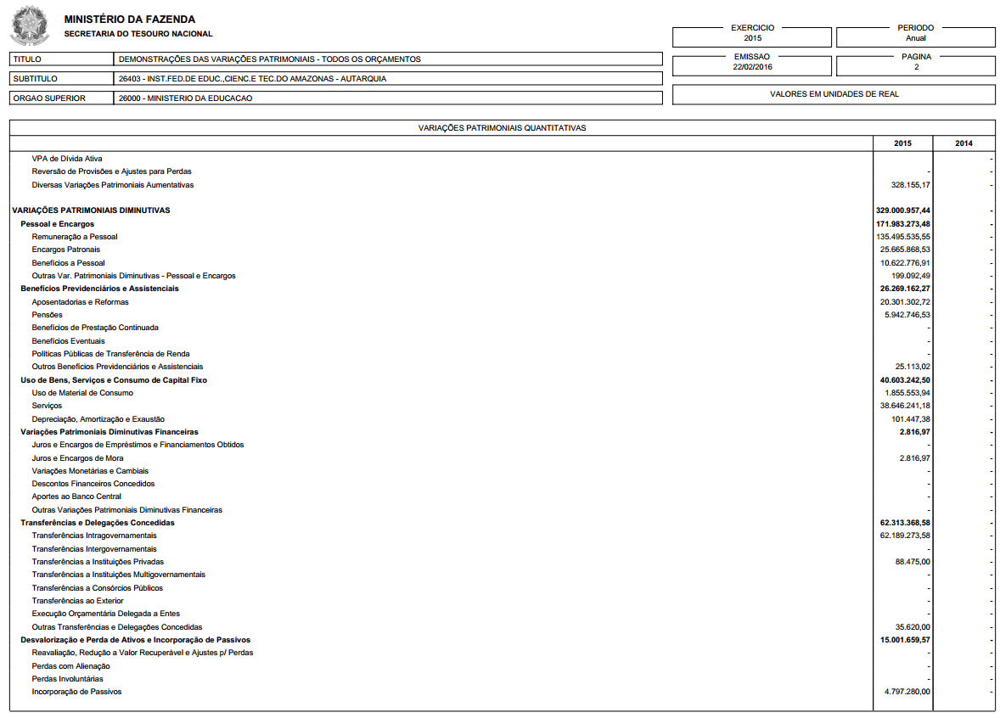 MINISTÉRIO DA FAZENDA
SECRETARIA DO TESOURO NACIONAL
EXERCICIO
2015
PERIODO
Anual
TITULO DEMONSTRAÇÕES DAS VARIAÇÕES PATRIMONIAIS - TODOS OS ORÇAMENTOS
EMISSAO
22/02/2016
PAGINA
2
SUBTITULO 26403 - INST.FED.DE EDUC.,CIENC.E TEC.DO AMAZONAS - AUTARQUIA
ORGAO SUPERIOR 26000 - MINISTERIO DA EDUCACAO
VALORES EM UNIDADES DE REAL
VARIAÇÕES PATRIMONIAIS QUANTITATIVAS
2015 2014
VPA de Dívida Ativa -
Reversão de Provisões e Ajustes para Perdas - -
Diversas Variações Patrimoniais Aumentativas 328.155,17 -
VARIAÇÕES PATRIMONIAIS DIMINUTIVAS 329.000.957,44 -
Pessoal e Encargos 171.983.273,48 -
Remuneração a Pessoal 135.495.535,55 -
Encargos Patronais 25.665.868,53 -
Benefícios a Pessoal 10.622.776,91 -
Outras Var. Patrimoniais Diminutivas - Pessoal e Encargos 199.092,49 -
Benefícios Previdenciários e Assistenciais 26.269.162,27 -
Aposentadorias e Reformas 20.301.302,72 -
Pensões 5.942.746,53 -
Benefícios de Prestação Continuada - -
Benefícios Eventuais - -
Políticas Públicas de Transferência de Renda - -
Outros Benefícios Previdenciários e Assistenciais 25.113,02 -
Uso de Bens, Serviços e Consumo de Capital Fixo 40.603.242,50 -
Uso de Material de Consumo 1.855.553,94 -
Serviços 38.646.241,18 -
Depreciação, Amortização e Exaustão 101.447,38 -
Variações Patrimoniais Diminutivas Financeiras 2.816,97 -
Juros e Encargos de Empréstimos e Financiamentos Obtidos - -
Juros e Encargos de Mora 2.816,97 -
Variações Monetárias e Cambiais - -
Descontos Financeiros Concedidos - -
Aportes ao Banco Central - -
Outras Variações Patrimoniais Diminutivas Financeiras - -
Transferências e Delegações Concedidas 62.313.368,58 -
Transferências Intragovernamentais 62.189.273,58 -
Transferências Intergovernamentais - -
Transferências a Instituições Privadas 88.475,00 -
Transferências a Instituições Multigovernamentais - -
Transferências a Consórcios Públicos - -
Transferências ao Exterior - -
Execução Orçamentária Delegada a Entes - -
Outras Transferências e Delegações Concedidas 35.620,00 -
Desvalorização e Perda de Ativos e Incorporação de Passivos 15.001.659,57 -
Reavaliação, Redução a Valor Recuperável e Ajustes p/ Perdas - -
Perdas com Alienação - -
Perdas Involuntárias - -
Incorporação de Passivos 4.797.280,00 -